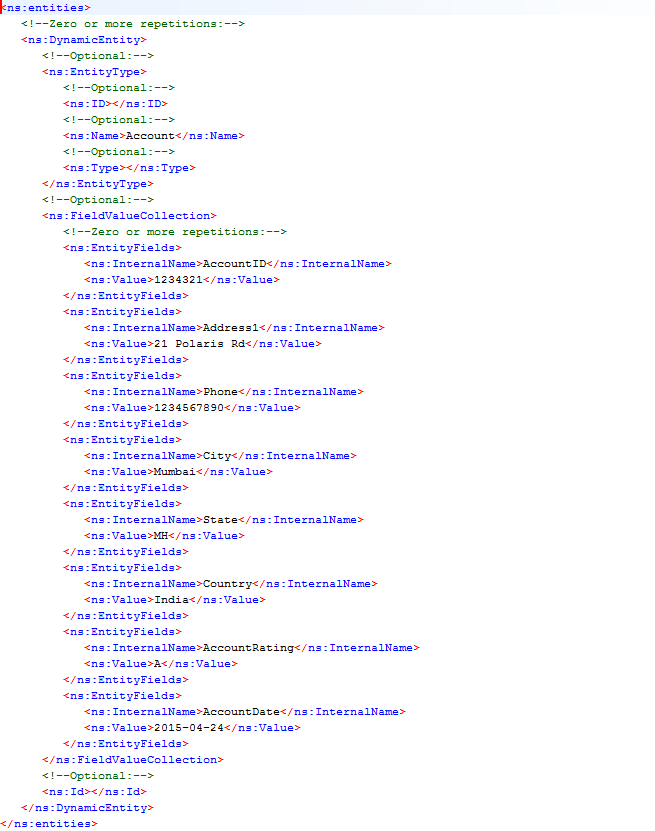 <ns:entities>
<!--Zero or more repetitions:-->
<ns:DynamicEntity>
<!--Optional:-->
<ns:EntityType>
<!--Optional:-->
<ns:ID></ns:ID>
<!--Optional:-->
<ns:Name>Account</ns:Name>
<!--Optional:-->
<ns:Type></ns:Type>
</ns:EntityType>
<!--Optional:-->
<ns:FieldValueCollection>
<!--Zero or more repetitions:-->
<ns:EntityFields>
<ns:InternalName>AccountID</ns:InternalName>
<ns:Value>1234321</ns:Value>
</ns:EntityFields>
<ns:EntityFields>
<ns:InternalName>Address1</ns:InternalName>
<ns:Value>21 Polaris Rd</ns:Value>
</ns:EntityFields>
<ns:EntityFields>
<ns:InternalName>Phone</ns:InternalName>
<ns:Value>1234567890</ns:Value>
</ns:EntityFields>
<ns:EntityFields>
<ns:InternalName>City</ns:InternalName>
<ns:Value>Mumbai</ns:Value>
</ns:EntityFields>
<ns:EntityFields>
<ns:InternalName>State</ns:InternalName>
<ns:Value>MH</ns:Value>
</ns:EntityFields>
<ns:EntityFields>
<ns:InternalName>Country</ns:InternalName>
<ns:Value>India</ns:Value>
</ns:EntityFields>
<ns:EntityFields>
<ns:InternalName>AccountRating</ns:InternalName>
<ns:Value>A</ns:Value>
</ns:EntityFields>
<ns:EntityFields>
<ns:InternalName>AccountDate</ns:InternalName>
<ns:Value>2015-04-24</ns:Value>
</ns:EntityFields>
</ns:FieldValueCollection>
<!--Optional:-->
<ns:Id></ns:Id>
</ns:DynamicEntity>
</ns:entities>